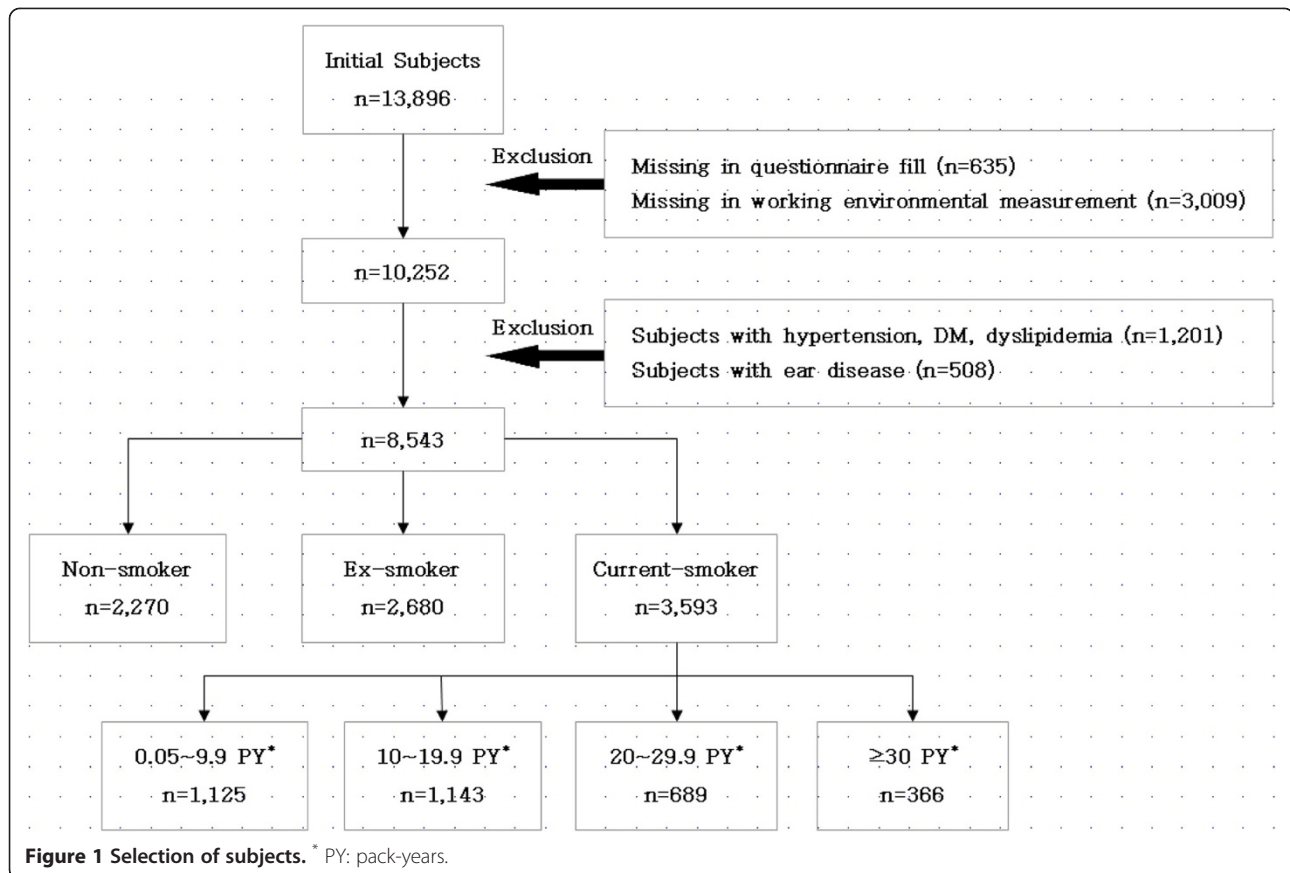 Initial Subjects
n=13,896
Exclusion
Missing in questionnaire fill (n=635)
Missing in working environmental measurement (n=3,009)
n=10,252
Exclusion
Subjects with hypertension, DM, dyslipidemia (n=1,201)
Subjects with ear disease (n=508)
n=8,543
Non-smoker
n=2,270
Ex-smoker
n=2,680
Current-smoker
n=3,593
0.05~9.9 PY*
n=1,125
10~19.9 PY*
n=1,143
20~29.9 PY*
n=689
≥30 PY*
n=366
Figure 1 Selection of subjects. * PY: pack-years.